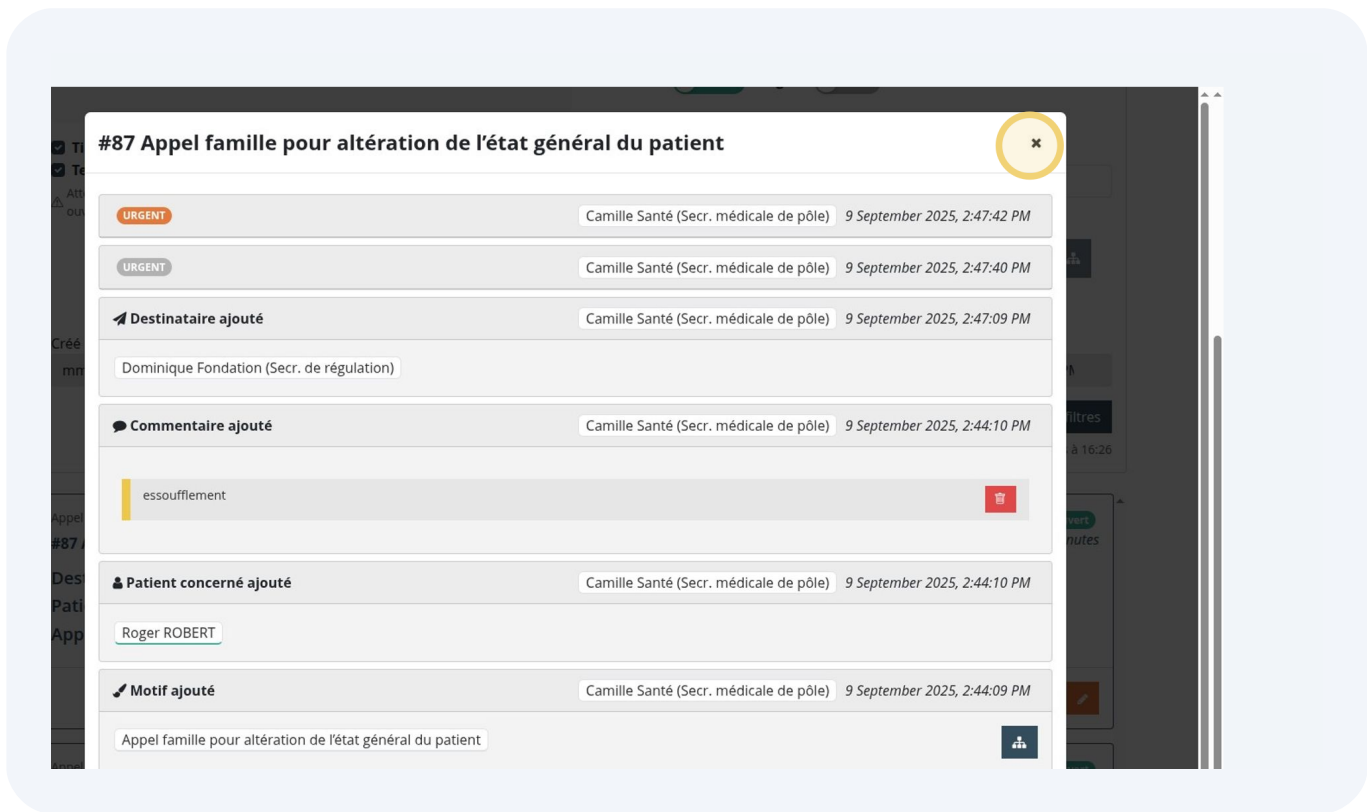 #87 Appel famille pour altération de l’état général du patient
URGENT Camille Santé (Secr. médicale de pôle) 9 September 2025, 2:47:42 PM
URGENT Camille Santé (Secr. médicale de pôle) 9 September 2025, 2:47:40 PM
Destinataire ajouté Camille Santé (Secr. médicale de pôle) 9 September 2025, 2:47:09 PM
Créé
Dominique Fondation (Secr. de régulation)
Commentaire ajouté Camille Santé (Secr. médicale de pôle) 9 September 2025, 2:44:10 PM
filtres
à 16:26
essoufflement
Appel
#87
nutes
Patient concerné ajouté Camille Santé (Secr. médicale de pôle) 9 September 2025, 2:44:10 PM
Roger ROBERT
Motif ajouté Camille Santé (Secr. médicale de pôle) 9 September 2025, 2:44:09 PM
Appel famille pour altération de l’état général du patient